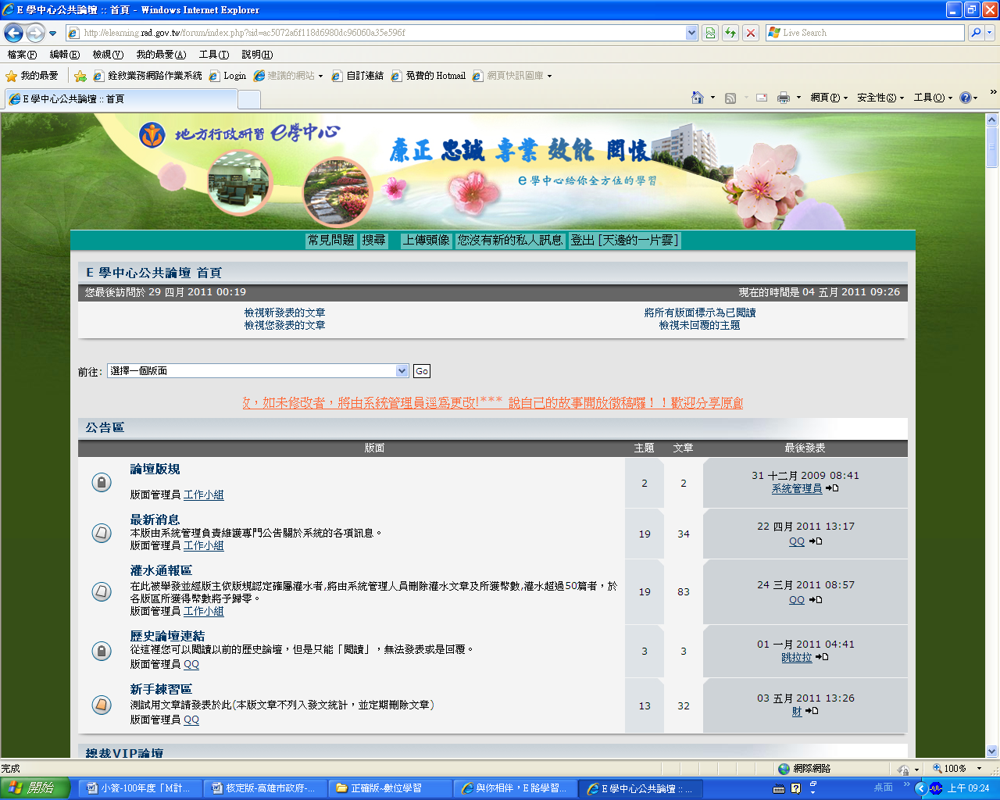 E 學中心公共論壇 :: 首頁 - Windows Internet Explorer
http://elearning.rad.gov.tw/forum/index.php?sid=ac5072a6f118d6980dc96060a35e596f
Live Search
檔案(F) 編輯(E) 檢視(V) 我的最愛(A) 工具(T) 說明(H)
我的最愛 銓敘業務網路作業系統 Login 建議的網站 自訂連結 免費的 Hotmail 網頁快訊圖庫
E 學中心公共論壇 :: 首頁
網頁(P) 安全性(S) 工具(O)
地方行政研習 e學中心
廉正 忠誠 專業 效能 關懷
e學中心給你全方位的學習
常見問題 搜尋 上傳頭像 您沒有新的私人訊息 登出 [天邊的一片雲]
E 學中心公共論壇 首頁
您最後訪問於 29 四月 2011 00:19 現在的時間是 04 五月 2011 09:26
檢視新發表的文章 將所有版面標示為已閱讀
檢視您發表的文章 檢視未回覆的主題
前往: 選擇一個版面 Go
，如未修改者，將由系統管理員逕為更改!*** 說自己的故事開放徵稿囉！！歡迎分享原創
公告區
版面 主題 文章 最後發表
論壇版規
版面管理員 工作小組
2 2 31 十二月 2009 08:41
系統管理員
最新消息
本版由系統管理負責維護專門公告關於系統的各項訊息。
版面管理員 工作小組
19 34 22 四月 2011 13:17
QQ
灌水通報區
在此被舉發並經版主依版規認定確屬灌水者,將由系統管理人員刪除灌水文章及所獲幣數,灌水超過50篇者，於
各版區所獲得幣數將予歸零。
版面管理員 工作小組
19 83 24 三月 2011 08:57
QQ
歷史論壇連結
從這裡您可以閱讀以前的歷史論壇，但是只能「閱讀」，無法發表或是回覆。
版面管理員 QQ
3 3 01 一月 2011 04:41
跳拉拉
新手練習區
測試用文章請發表於此(本版文章不列入發文統計，並定期刪除文章)
版面管理員 QQ
13 32 03 五月 2011 13:26
財
總裁VIP論壇
完成 網際網路 100%
開始 小簽-100年度「M計... 核定版-高雄市政府-... 正確版~數位學習 與你相伴，E 路學習... E 學中心公共論壇 :: ... 桌面 上午 09:24